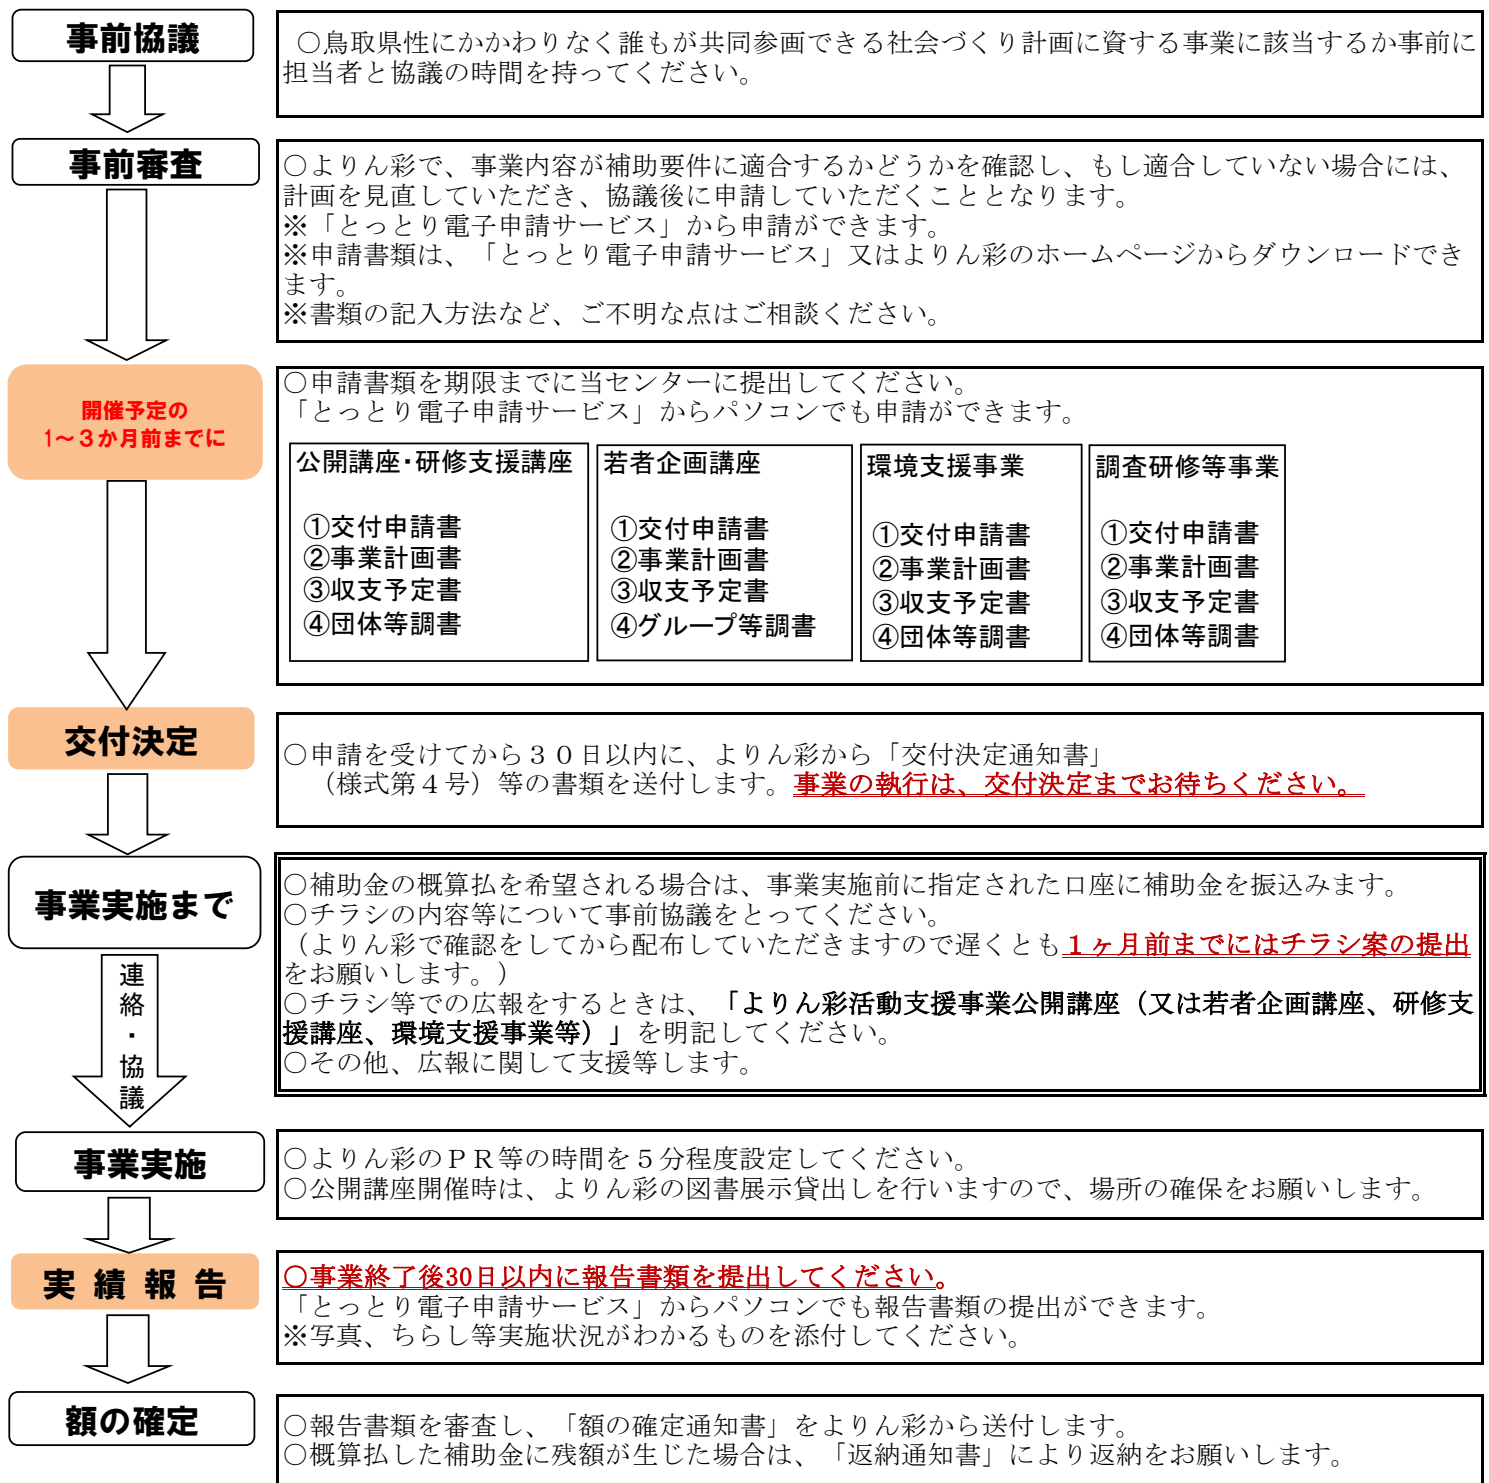 事前協議
○鳥取県性にかかわりなく誰もが共同参画できる社会づくり計画に資する事業に該当するか事前に
担当者と協議の時間を持ってください。
事前審査
○よりん彩で、事業内容が補助要件に適合するかどうかを確認し、もし適合していない場合には、
計画を見直していただき、協議後に申請していただくこととなります。
※「とっとり電子申請サービス」から申請ができます。
※申請書類は、「とっとり電子申請サービス」又はよりん彩のホームページからダウンロードでき
ます。
※書類の記入方法など、ご不明な点はご相談ください。
開催予定の
1～３か月前までに
○申請書類を期限までに当センターに提出してください。
「とっとり電子申請サービス」からパソコンでも申請ができます。
公開講座・研修支援講座
①交付申請書
②事業計画書
③収支予定書
④団体等調書
若者企画講座
①交付申請書
②事業計画書
③収支予定書
④グループ等調書
環境支援事業
①交付申請書
②事業計画書
③収支予定書
④団体等調書
調査研修等事業
①交付申請書
②事業計画書
③収支予定書
④団体等調書
交付決定
○申請を受けてから３０日以内に、よりん彩から「交付決定通知書」
（様式第４号）等の書類を送付します。事業の執行は、交付決定までお待ちください。
事業実施まで
○補助金の概算払を希望される場合は、事業実施前に指定された口座に補助金を振込みます。
○チラシの内容等について事前協議をとってください。
（よりん彩で確認をしてから配布していただきますので遅くとも１ヶ月前までにはチラシ案の提出
をお願いします。）
○チラシ等での広報をするときは、「よりん彩活動支援事業公開講座（又は若者企画講座、研修支
援講座、環境支援事業等）」を明記してください。
○その他、広報に関して支援等します。
連絡・協議
事業実施
○よりん彩のＰＲ等の時間を５分程度設定してください。
○公開講座開催時は、よりん彩の図書展示貸出しを行いますので、場所の確保をお願いします。
実 績 報 告
○事業終了後30日以内に報告書類を提出してください。
「とっとり電子申請サービス」からパソコンでも報告書類の提出ができます。
※写真、ちらし等実施状況がわかるものを添付してください。
額の確定
○報告書類を審査し、「額の確定通知書」をよりん彩から送付します。
○概算払した補助金に残額が生じた場合は、「返納通知書」により返納をお願いします。